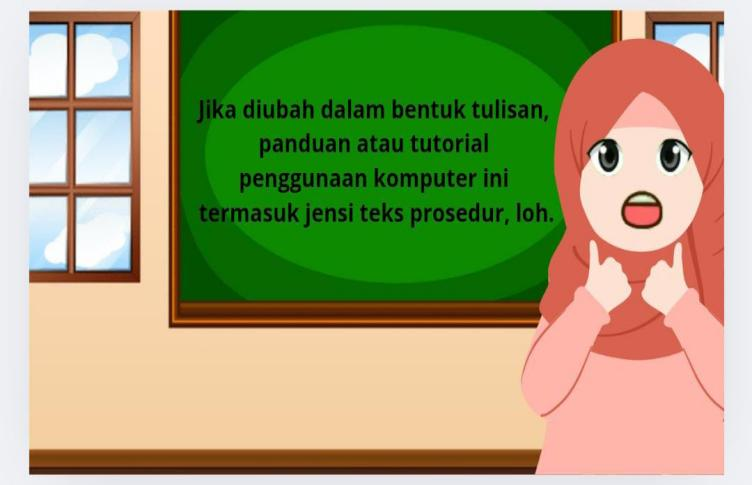 Jika diubah dalam bentuk tulisan,
panduan atau tutorial
penggunaan komputer ini
termasuk jensi teks prosedur, loh.